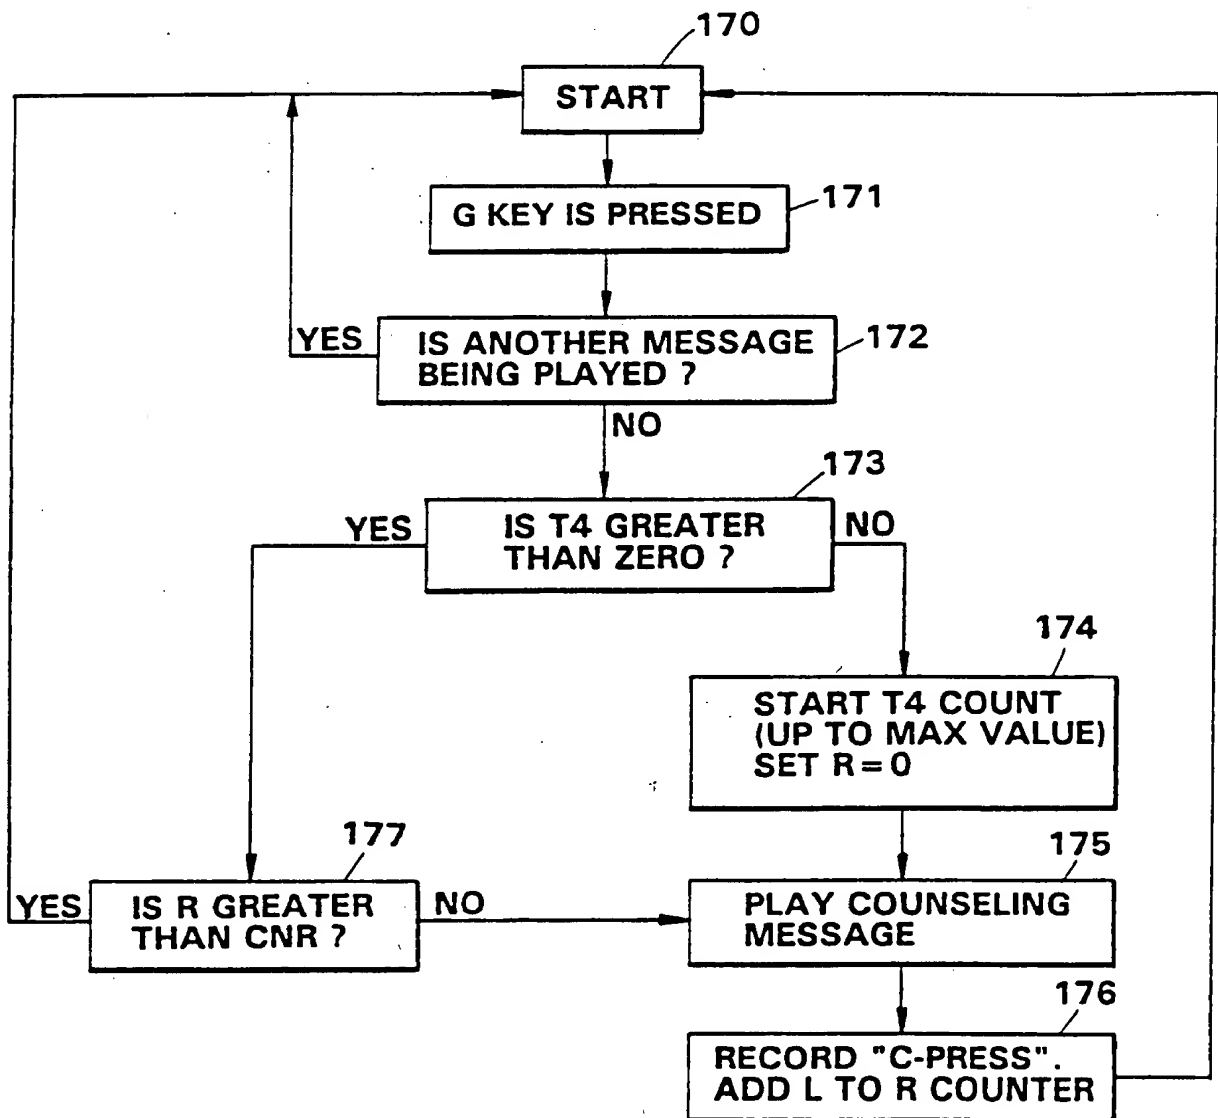 170
START
G KEY IS PRESSED
171
YES
IS ANOTHER MESSAGE
BEING PLAYED ?
172
NO
173
YES
IS T4 GREATER
THAN ZERO ?
NO
174
START T4 COUNT
(UP TO MAX VALUE)
SET R=0
177
175
YES
IS R GREATER
THAN CNR ?
NO
PLAY COUNSELING
MESSAGE
176
RECORD "C-PRESS".
ADD L TO R COUNTER